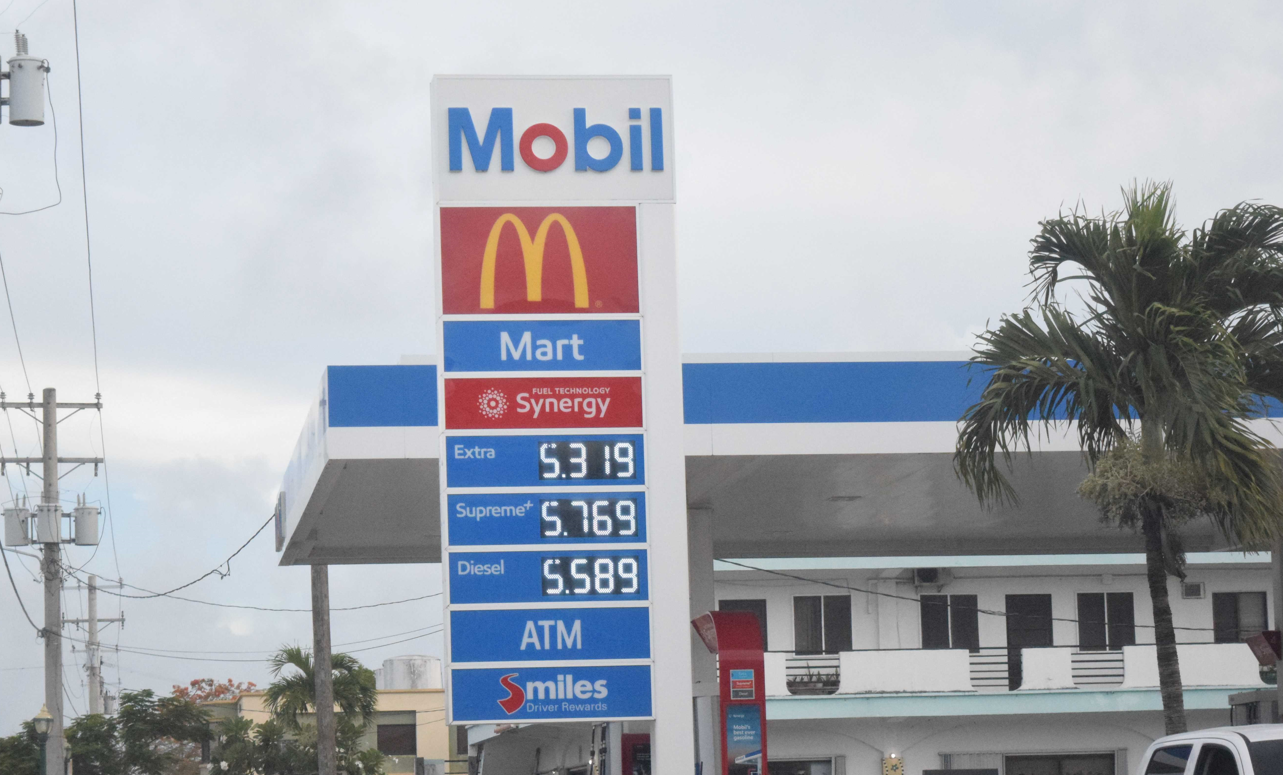 Mobil
M
Mart
FUEL TECHNOLOGY
Synergy
Extra 5.319
Supreme+ 5.769
Diesel 5.589
ATM
Smiles
Driver Rewards